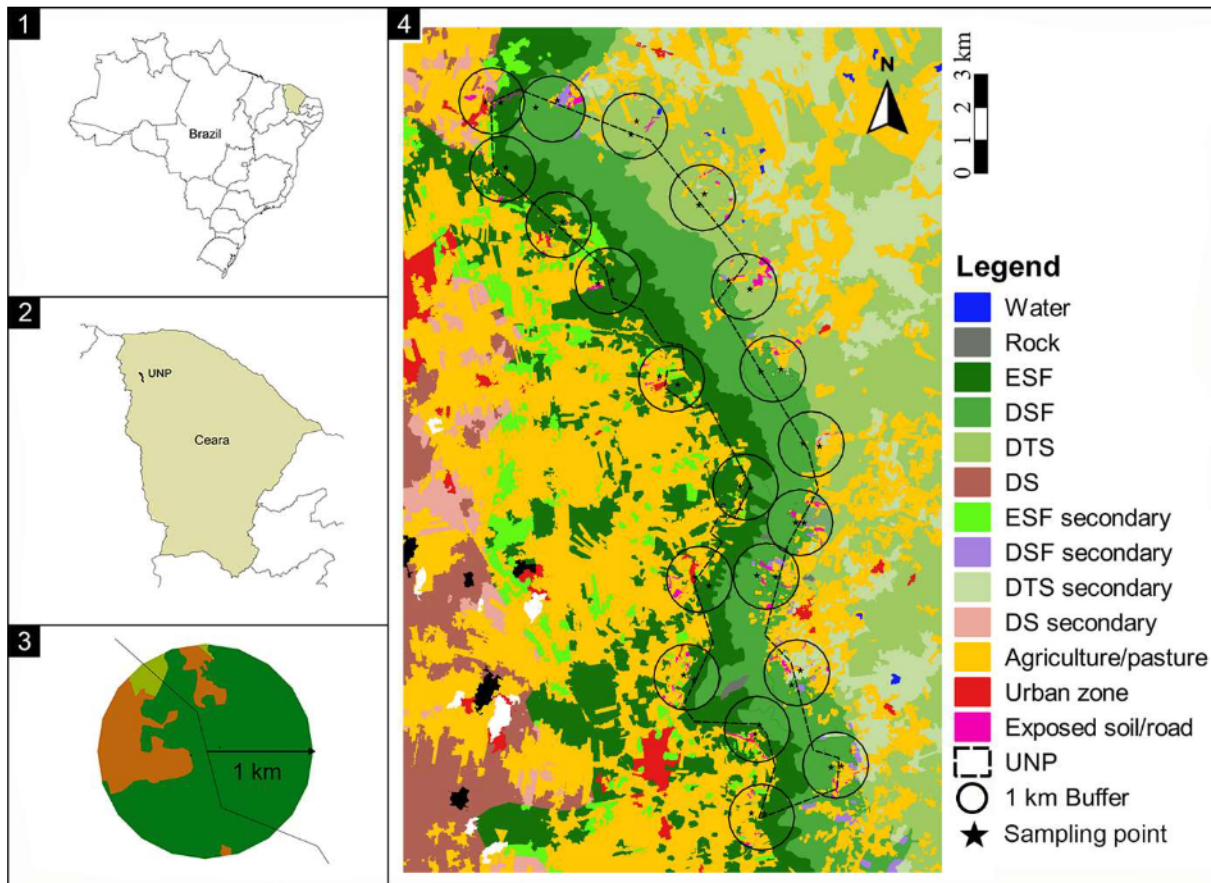 1
Brazil
2
UNP
Ceara
3
1 km
4
N
0 1 2 3 km
Legend
Water
Rock
ESF
DSF
DTS
DS
ESF secondary
DSF secondary
DTS secondary
DS secondary
Agriculture/pasture
Urban zone
Exposed soil/road
UNP
1 km Buffer
Sampling point